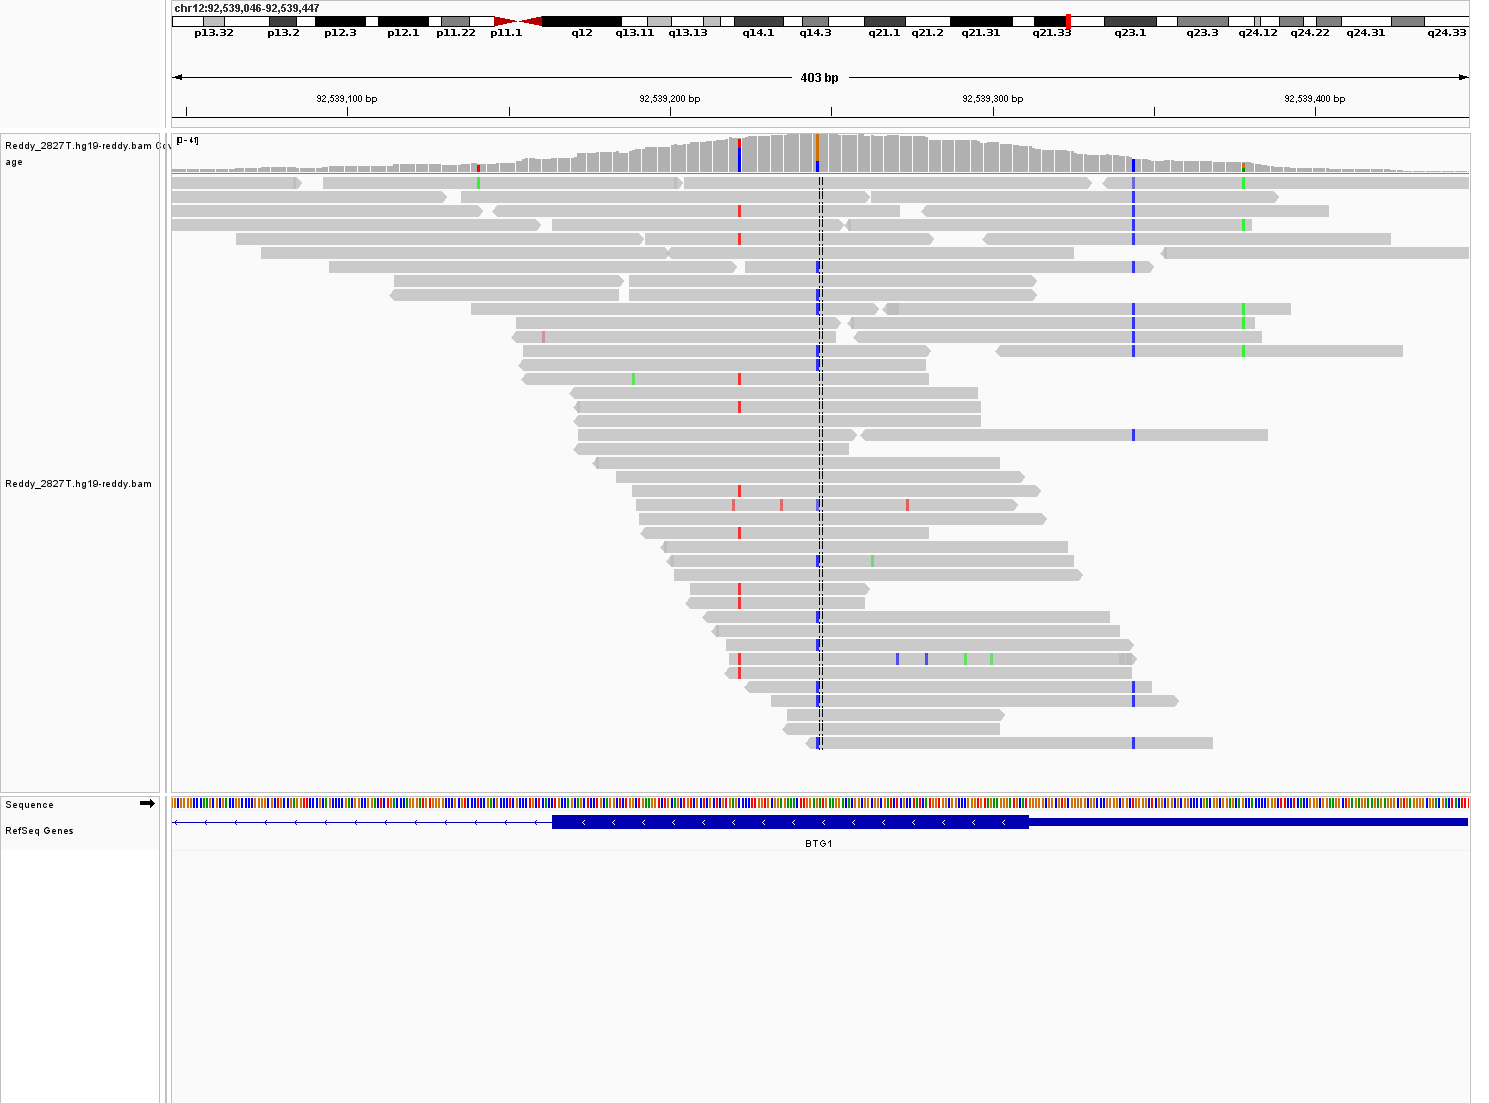 chr12:92,539,046-92,539,447
p13.32 p13.2 p12.3 p12.1 p11.22 p11.1 q12 q13.11 q13.13 q14.1 q14.3 q21.1 q21.2 q21.31 q21.33 q23.1 q23.3 q24.12 q24.22 q24.31 q24.33
403 bp
92,539,100 bp 92,539,200 bp 92,539,300 bp 92,539,400 bp
Reddy_2827T.hg19-reddy.bam Cov
age
[0 - 41]
Reddy_2827T.hg19-reddy.bam
Sequence
RefSeq Genes
BTG1